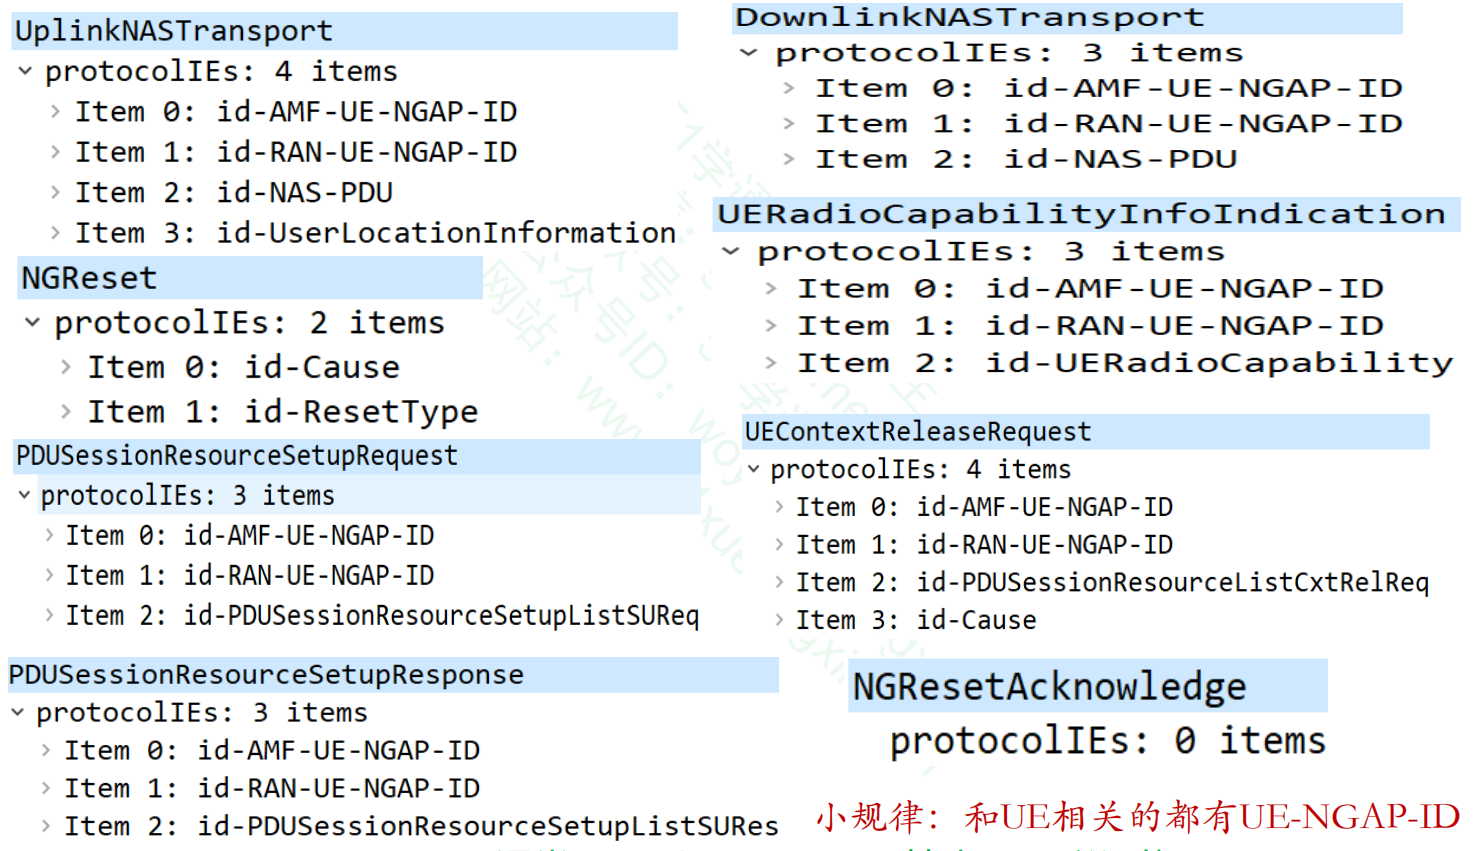 UplinkNASTransport
protocolIEs: 4 items
Item 0: id-AMF-UE-NGAP-ID
Item 1: id-RAN-UE-NGAP-ID
Item 2: id-NAS-PDU
Item 3: id-UserLocationInformation
NGReset
protocolIEs: 2 items
Item 0: id-Cause
Item 1: id-ResetType
PDUSessionResourceSetupRequest
protocolIEs: 3 items
Item 0: id-AMF-UE-NGAP-ID
Item 1: id-RAN-UE-NGAP-ID
Item 2: id-PDUSessionResourceSetupListSUReq
PDUSessionResourceSetupResponse
protocolIEs: 3 items
Item 0: id-AMF-UE-NGAP-ID
Item 1: id-RAN-UE-NGAP-ID
Item 2: id-PDUSessionResourceSetupListSURes
DownlinkNASTransport
protocolIEs: 3 items
Item 0: id-AMF-UE-NGAP-ID
Item 1: id-RAN-UE-NGAP-ID
Item 2: id-NAS-PDU
UERadioCapabilityInfoIndication
protocolIEs: 3 items
Item 0: id-AMF-UE-NGAP-ID
Item 1: id-RAN-UE-NGAP-ID
Item 2: id-UERadioCapability
UEContextReleaseRequest
protocolIEs: 4 items
Item 0: id-AMF-UE-NGAP-ID
Item 1: id-RAN-UE-NGAP-ID
Item 2: id-PDUSessionResourceListCxtRelReq
Item 3: id-Cause
NGResetAcknowledge
protocolIEs: 0 items
小规律：和UE相关的都有UE-NGAP-ID